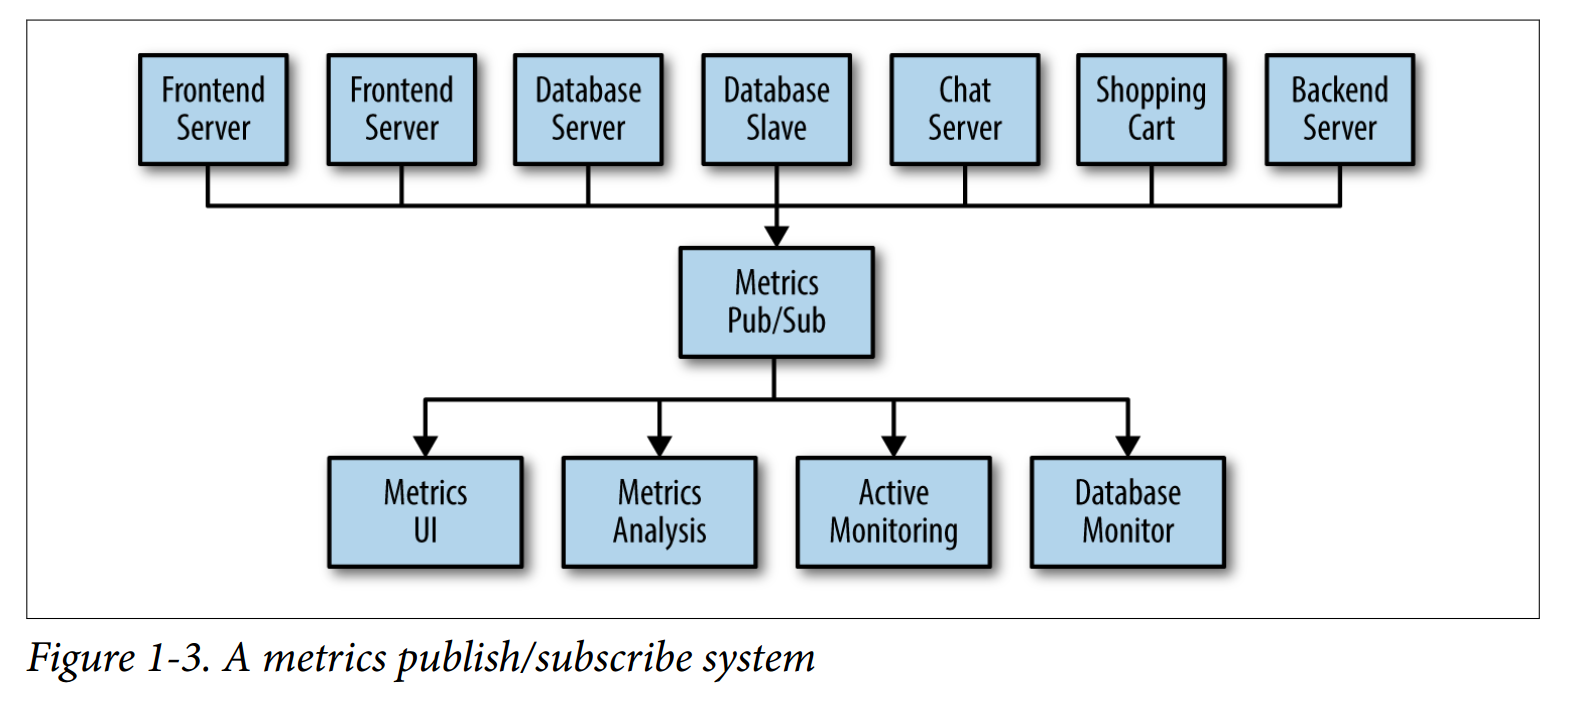 Frontend
Server
Frontend
Server
Database
Server
Database
Slave
Chat
Server
Shopping
Cart
Backend
Server
Metrics
Pub/Sub
Metrics
UI
Metrics
Analysis
Active
Monitoring
Database
Monitor
Figure 1-3. A metrics publish/subscribe system